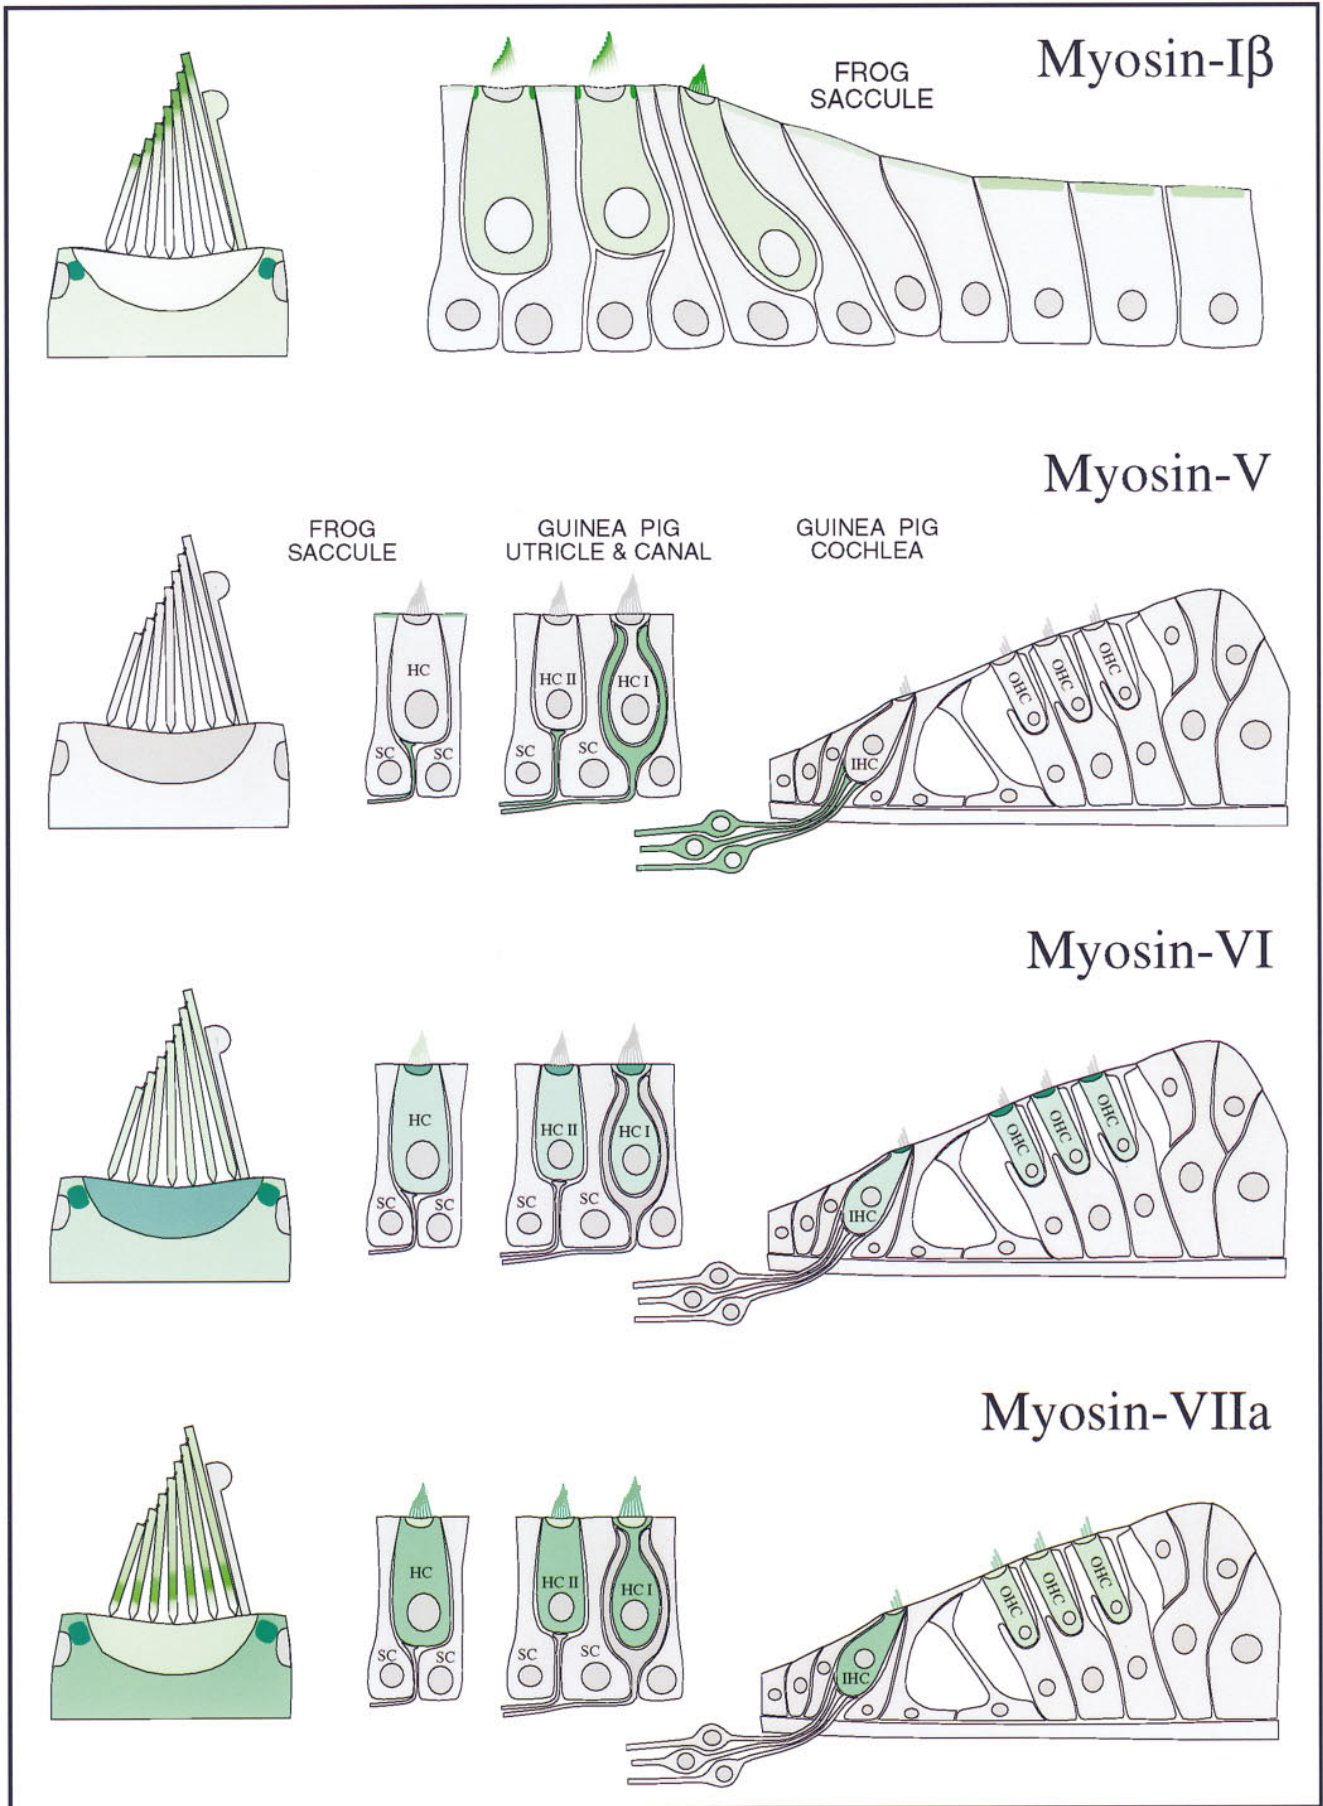 Myosin-Iβ
FROG
SACCULE
Myosin-V
FROG
SACCULE
GUINEA PIG
UTRICLE & CANAL
GUINEA PIG
COCHLEA
HC
SC
SC
HC II
HC I
SC
SC
IHC
OHC
OHC
OHC
Myosin-VI
HC
SC
SC
HC II
HC I
SC
SC
IHC
OHC
OHC
OHC
Myosin-VIIa
HC
SC
SC
HC II
HC I
SC
SC
IHC
OHC
OHC
OHC